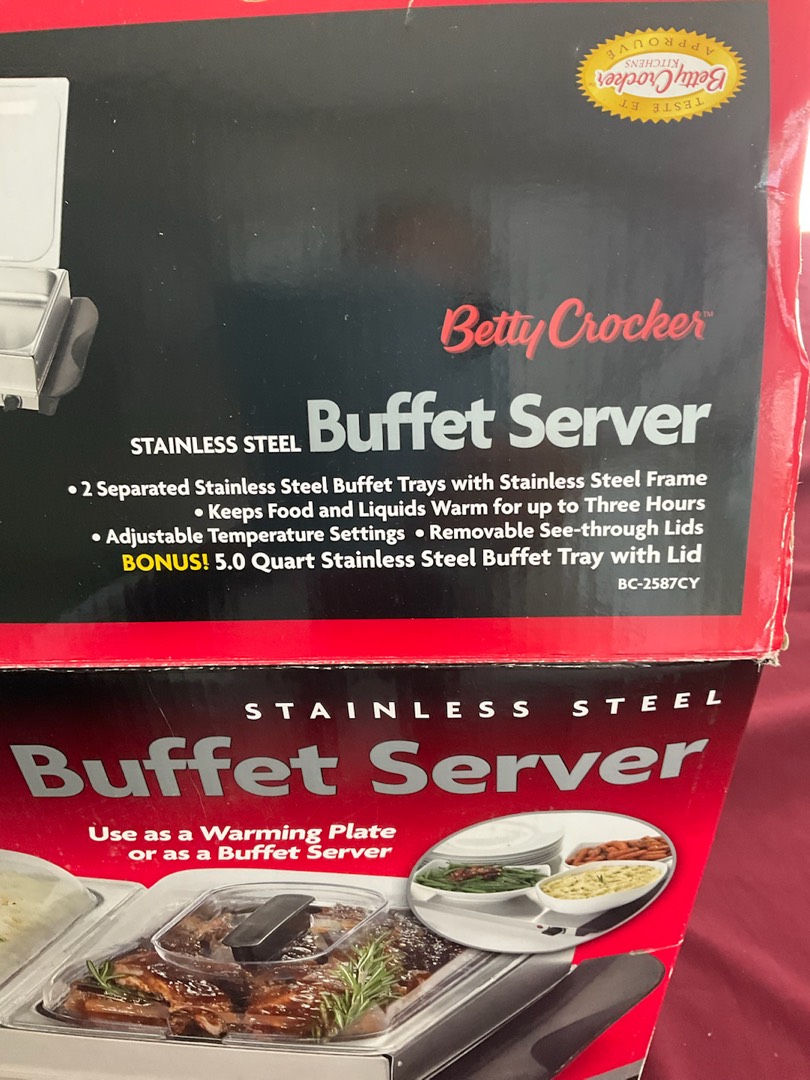 APPROUVÉ
KITCHENS
Betty Crocker
TESTÉ ET
Betty Crocker™
STAINLESS STEEL Buffet Server
• 2 Separated Stainless Steel Buffet Trays with Stainless Steel Frame
• Keeps Food and Liquids Warm for up to Three Hours
• Adjustable Temperature Settings • Removable See-through Lids
BONUS! 5.0 Quart Stainless Steel Buffet Tray with Lid
BC-2587CY
STAINLESS STEEL
Buffet Server
Use as a Warming Plate
or as a Buffet Server